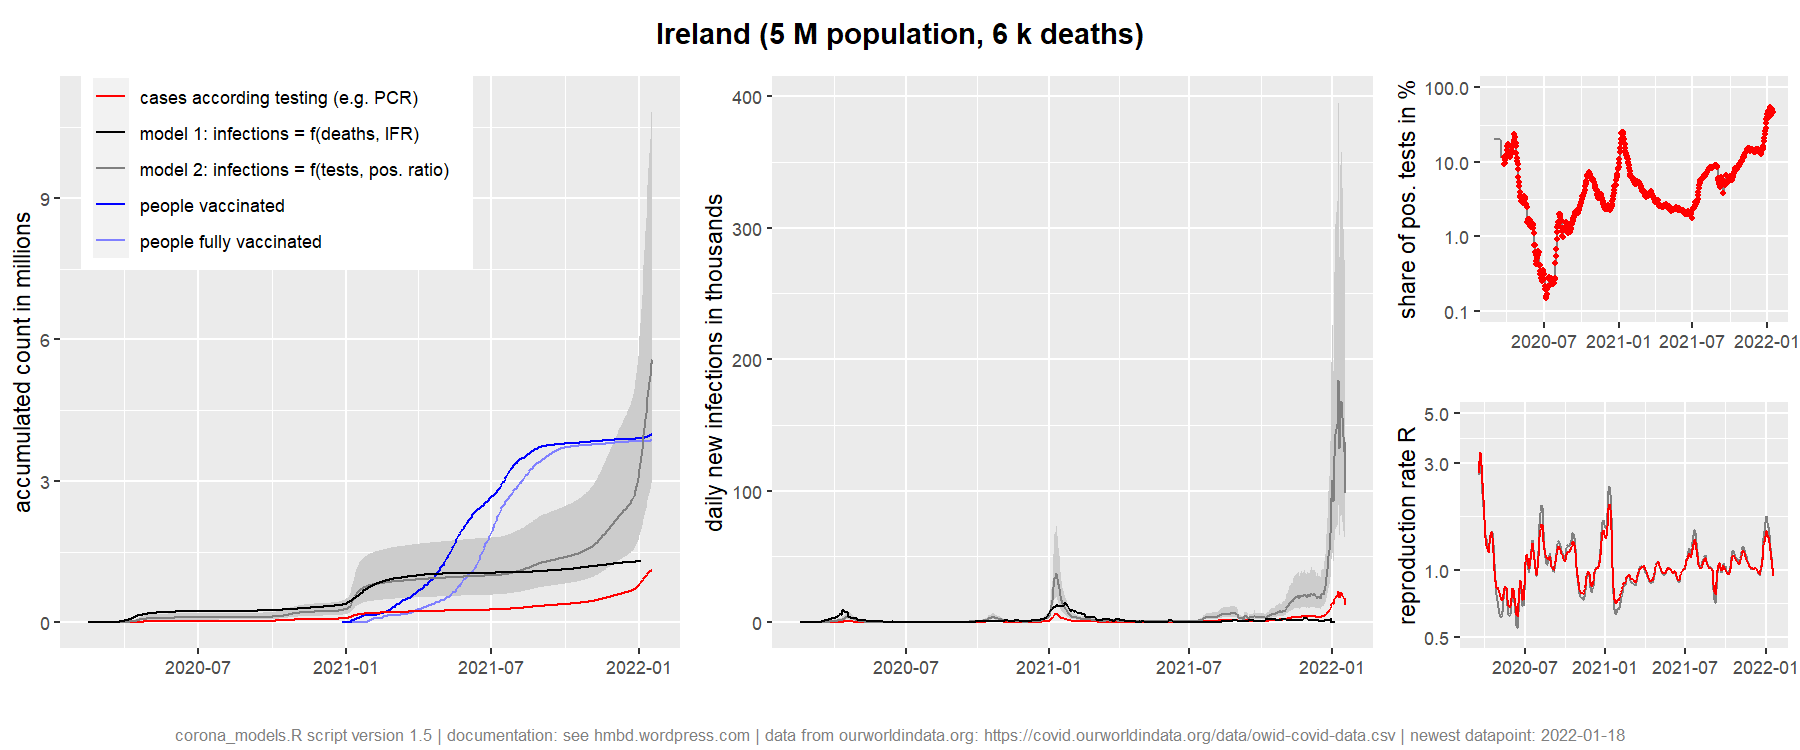 Ireland (5 M population, 6 k deaths)
accumulated count in millions
9
6
3
0
cases according testing (e.g. PCR)
model 1: infections = f(deaths, IFR)
model 2: infections = f(tests, pos. ratio)
people vaccinated
people fully vaccinated
2020-07 2021-01 2021-07 2022-01
daily new infections in thousands
400
300
200
100
0
2020-07 2021-01 2021-07 2022-01
share of pos. tests in %
100.0
10.0
1.0
0.1
2020-07 2021-01 2021-07 2022-01
reproduction rate R
5.0
3.0
1.0
0.5
2020-07 2021-01 2021-07 2022-01
corona_models.R script version 1.5 | documentation: see hmbd.wordpress.com | data from ourworldindata.org: https://covid.ourworldindata.org/data/owid-covid-data.csv | newest datapoint: 2022-01-18